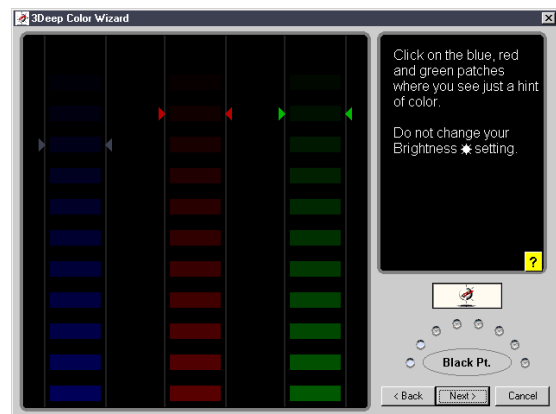 3Deep Color Wizard
Click on the blue, red
and green patches
where you see just a hint
of color.
Do not change your
Brightness setting.
?
Black Pt.
< Back
Next >
Cancel